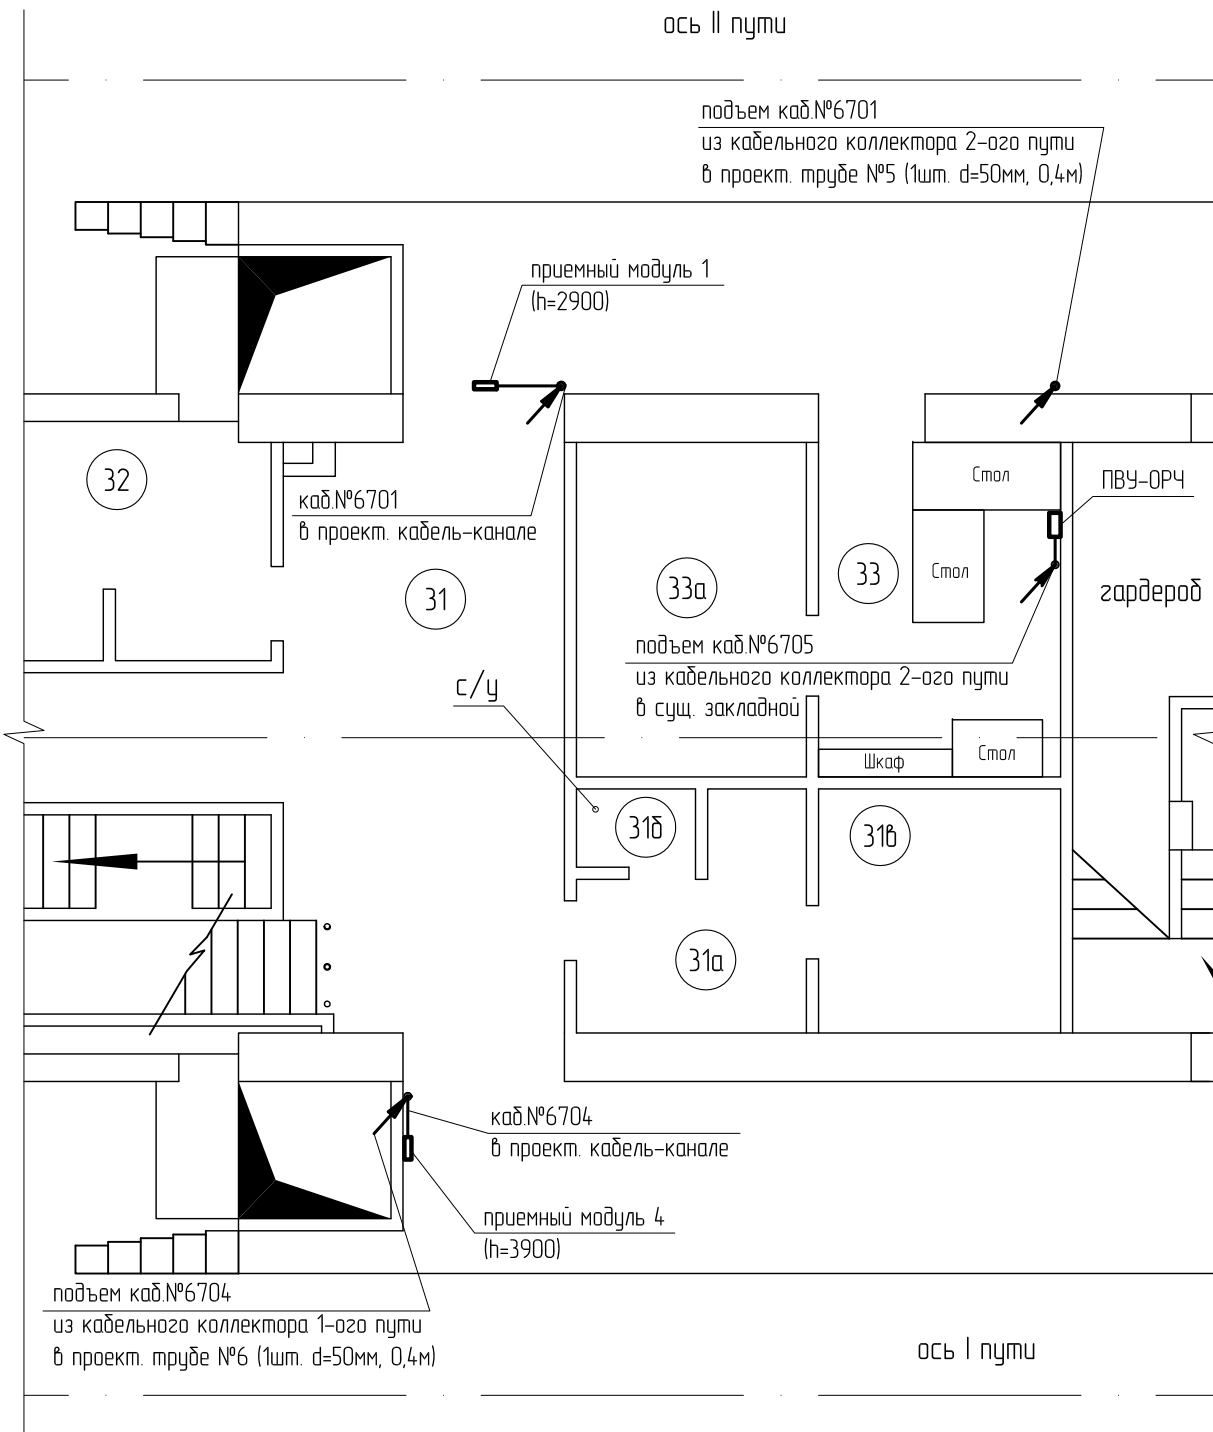 ось II пути
подъем каб.№6701
из кабельного коллектора 2-ого пути
в проект. трубе №5 (1шт. d=50мм, 0,4м)
приемный модуль 1
(h=2900)
32
каб.№6701
в проект. кабель-канале
Стол
ПВУ-ОРЧ
31
33а
33
Стол
гардероб
подъем каб.№6705
из кабельного коллектора 2-ого пути
в сущ. закладной
с/у
Шкаф
Стол
31б
31в
31а
каб.№6704
в проект. кабель-канале
приемный модуль 4
(h=3900)
подъем каб.№6704
из кабельного коллектора 1-ого пути
в проект. трубе №6 (1шт. d=50мм, 0,4м)
ось I пути